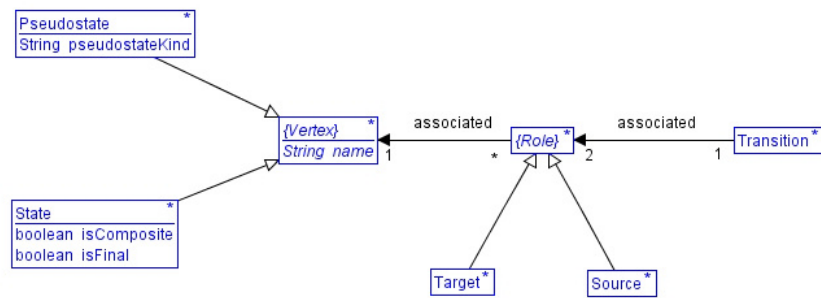 Pseudostate *
String pseudostateKind
{Vertex} *
String name
associated
1
*
{Role} *
associated
2
1
Transition *
State *
boolean isComposite
boolean isFinal
Target *
Source *